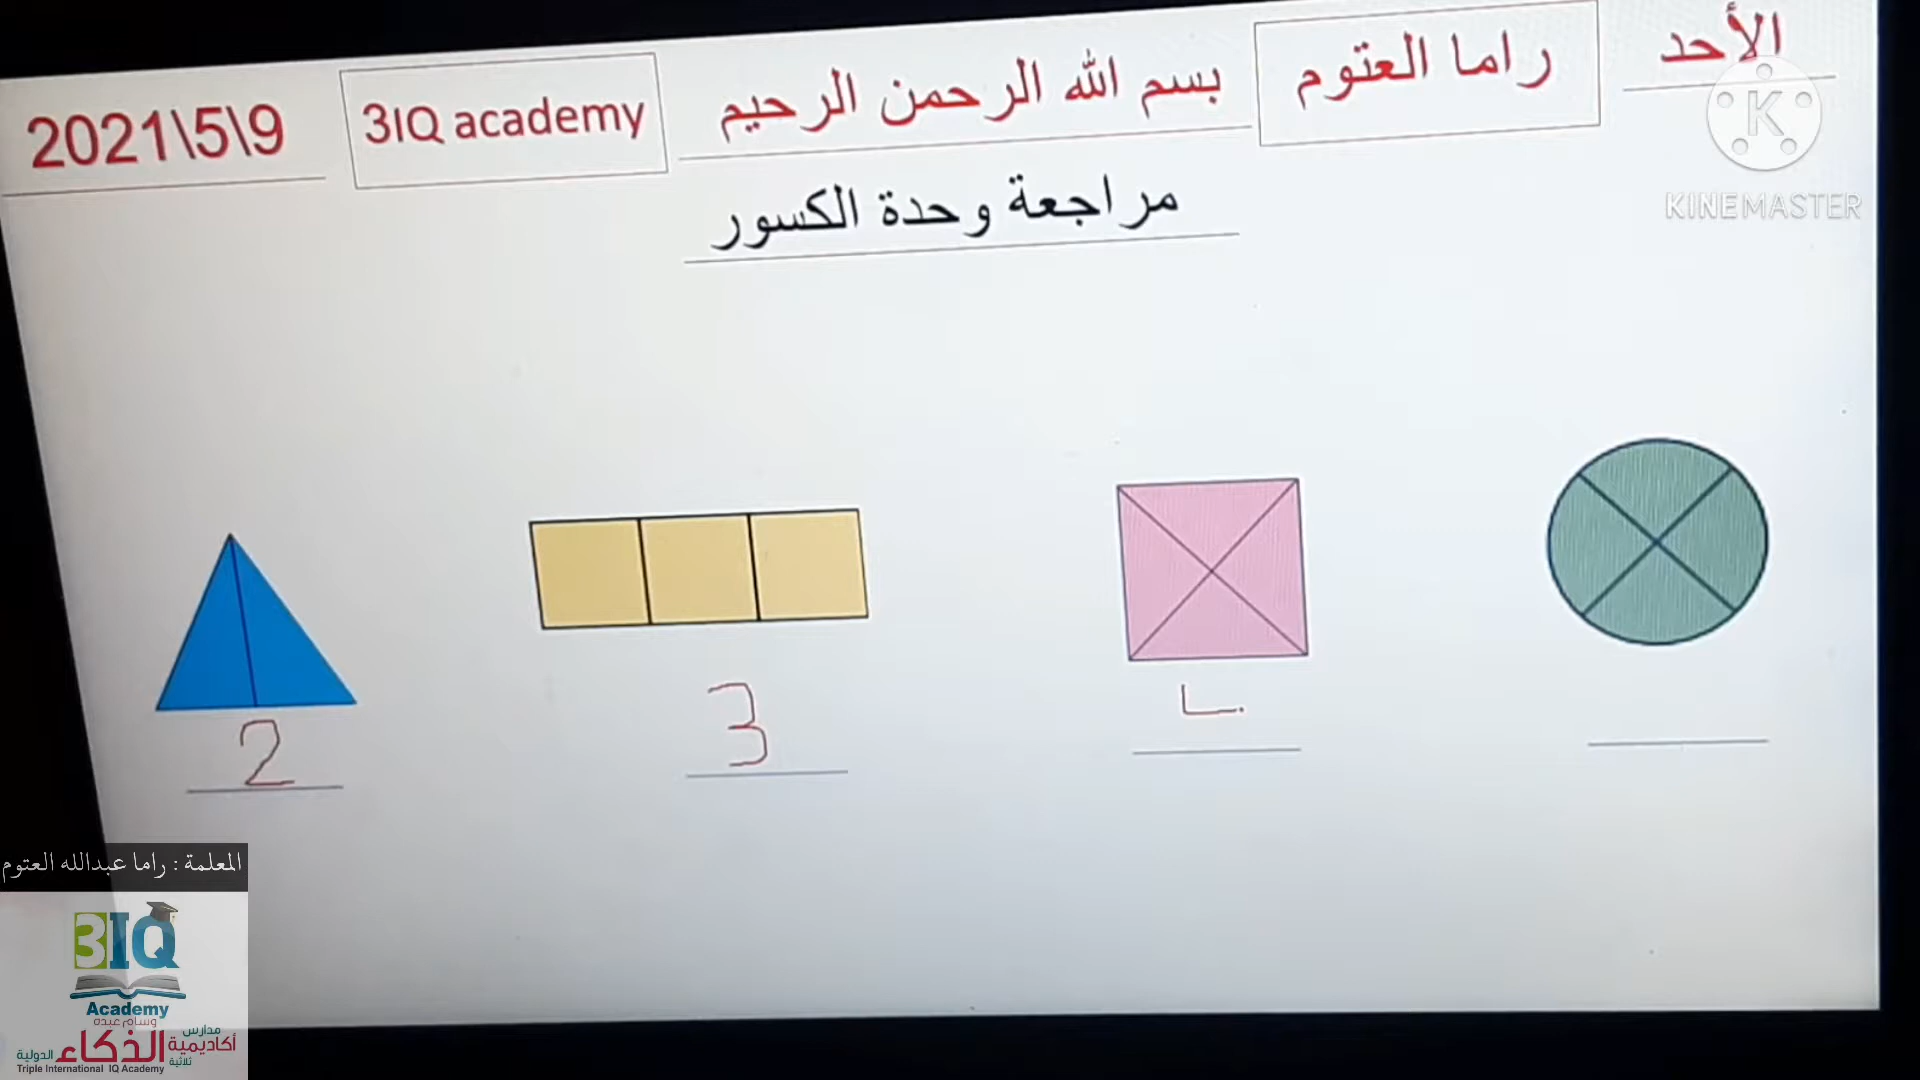 الأحد
راما العتوم
بسم الله الرحمن الرحيم
3IQ academy
2021\5\9
مراجعة وحدة الكسور
KINEMASTER
2
3
المعلمة : راما عبدالله العتوم
3IQ
Academy
وسام عبده
مدارس
أكاديمية الذكاء الدولية
ثلاثية
Triple International IQ Academy